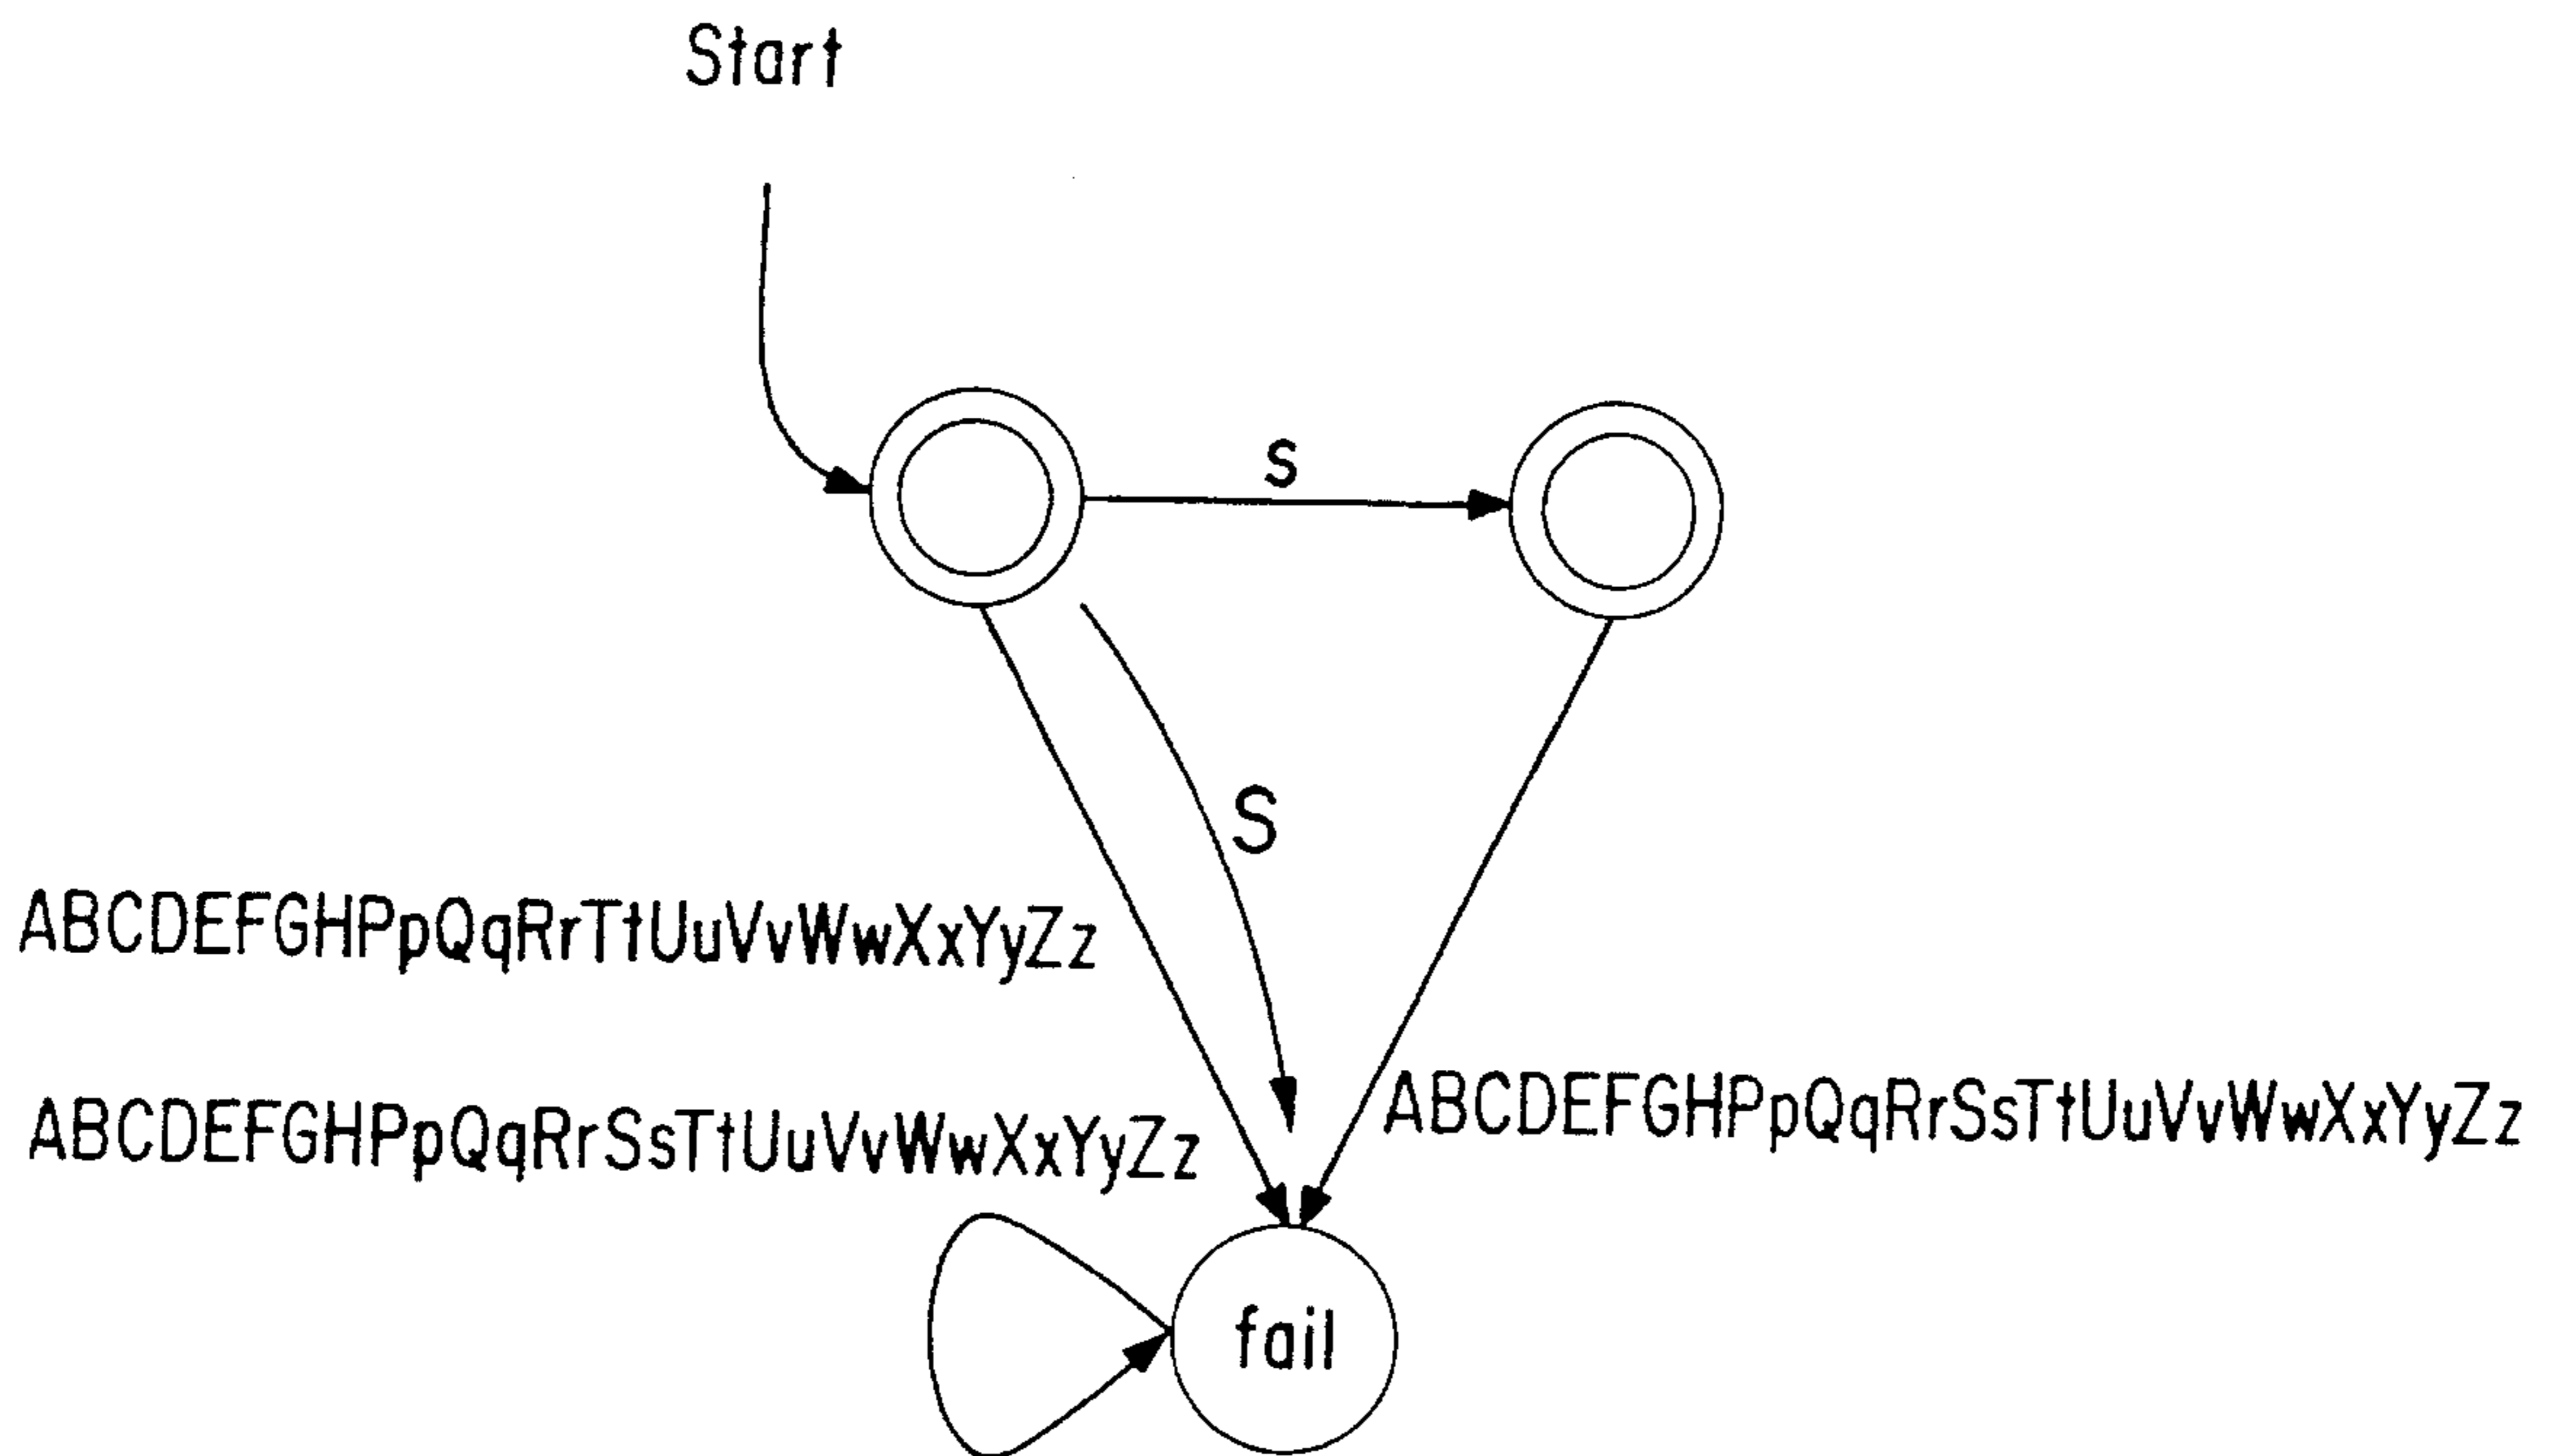 Start
s
S
ABCDEFGHPpQqRrTtUuVvWwXxYyZz
ABCDEFGHPpQqRrSsTtUuVvWwXxYyZz
ABCDEFGHPpQqRrSsTtUuVvWwXxYyZz
fail